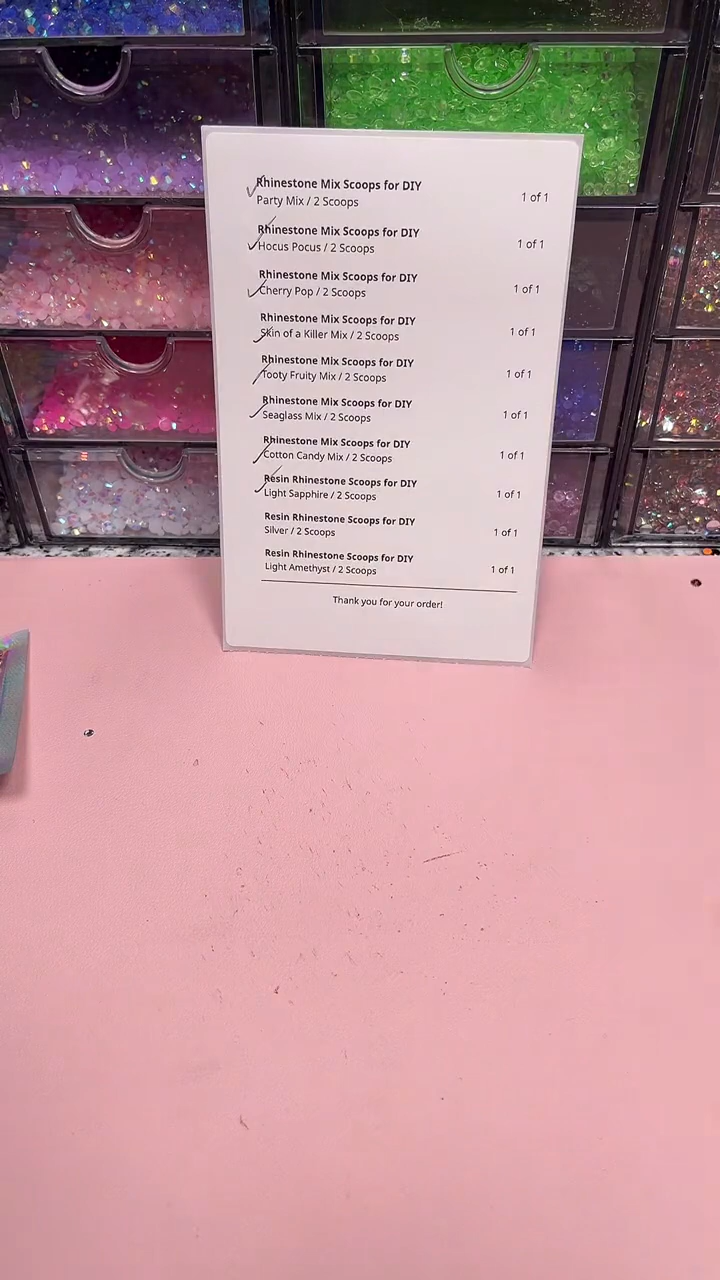 Rhinestone Mix Scoops for DIY
Party Mix / 2 Scoops 1 of 1
Rhinestone Mix Scoops for DIY
Hocus Pocus / 2 Scoops 1 of 1
Rhinestone Mix Scoops for DIY
Cherry Pop / 2 Scoops 1 of 1
Rhinestone Mix Scoops for DIY
Skin of a Killer Mix / 2 Scoops 1 of 1
Rhinestone Mix Scoops for DIY
Tooty Fruity Mix / 2 Scoops 1 of 1
Rhinestone Mix Scoops for DIY
Seaglass Mix / 2 Scoops 1 of 1
Rhinestone Mix Scoops for DIY
Cotton Candy Mix / 2 Scoops 1 of 1
Resin Rhinestone Scoops for DIY
Light Sapphire / 2 Scoops 1 of 1
Resin Rhinestone Scoops for DIY
Silver / 2 Scoops 1 of 1
Resin Rhinestone Scoops for DIY
Light Amethyst / 2 Scoops 1 of 1
Thank you for your order!